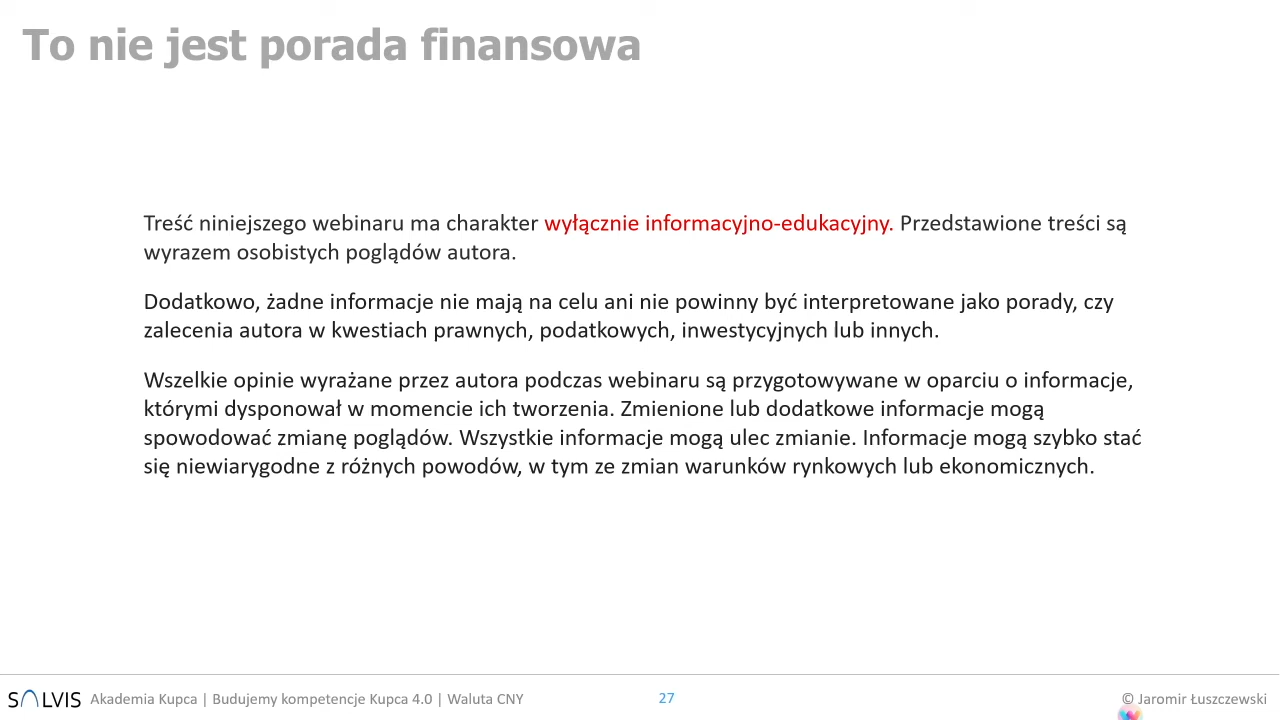 To nie jest porada finansowa
Treść niniejszego webinaru ma charakter wyłącznie informacyjno-edukacyjny. Przedstawione treści są
wyrazem osobistych poglądów autora.
Dodatkowo, żadne informacje nie mają na celu ani nie powinny być interpretowane jako porady, czy
zalecenia autora w kwestiach prawnych, podatkowych, inwestycyjnych lub innych.
Wszelkie opinie wyrażane przez autora podczas webinaru są przygotowywane w oparciu o informacje,
którymi dysponował w momencie ich tworzenia. Zmienione lub dodatkowe informacje mogą
spowodować zmianę poglądów. Wszystkie informacje mogą ulec zmianie. Informacje mogą szybko stać
się niewiarygodne z różnych powodów, w tym ze zmian warunków rynkowych lub ekonomicznych.
SOLVIS Akademia Kupca | Budujemy kompetencje Kupca 4.0 | Waluta CNY 27 © Jaromir Łuszczewski